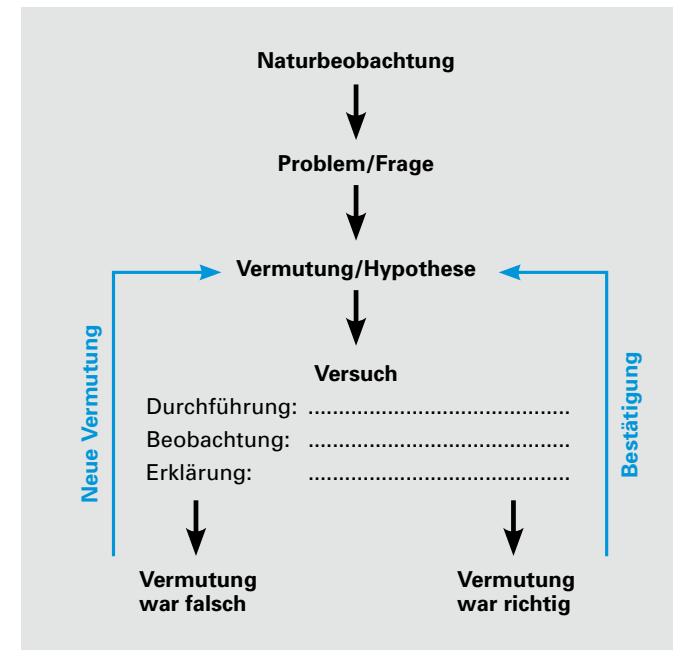 Naturbeobachtung
Problem/Frage
Vermutung/Hypothese
Neue Vermutung
Bestätigung
Versuch
Durchführung: ............................................
Beobachtung: ............................................
Erklärung: ............................................
Vermutung
war falsch
Vermutung
war richtig